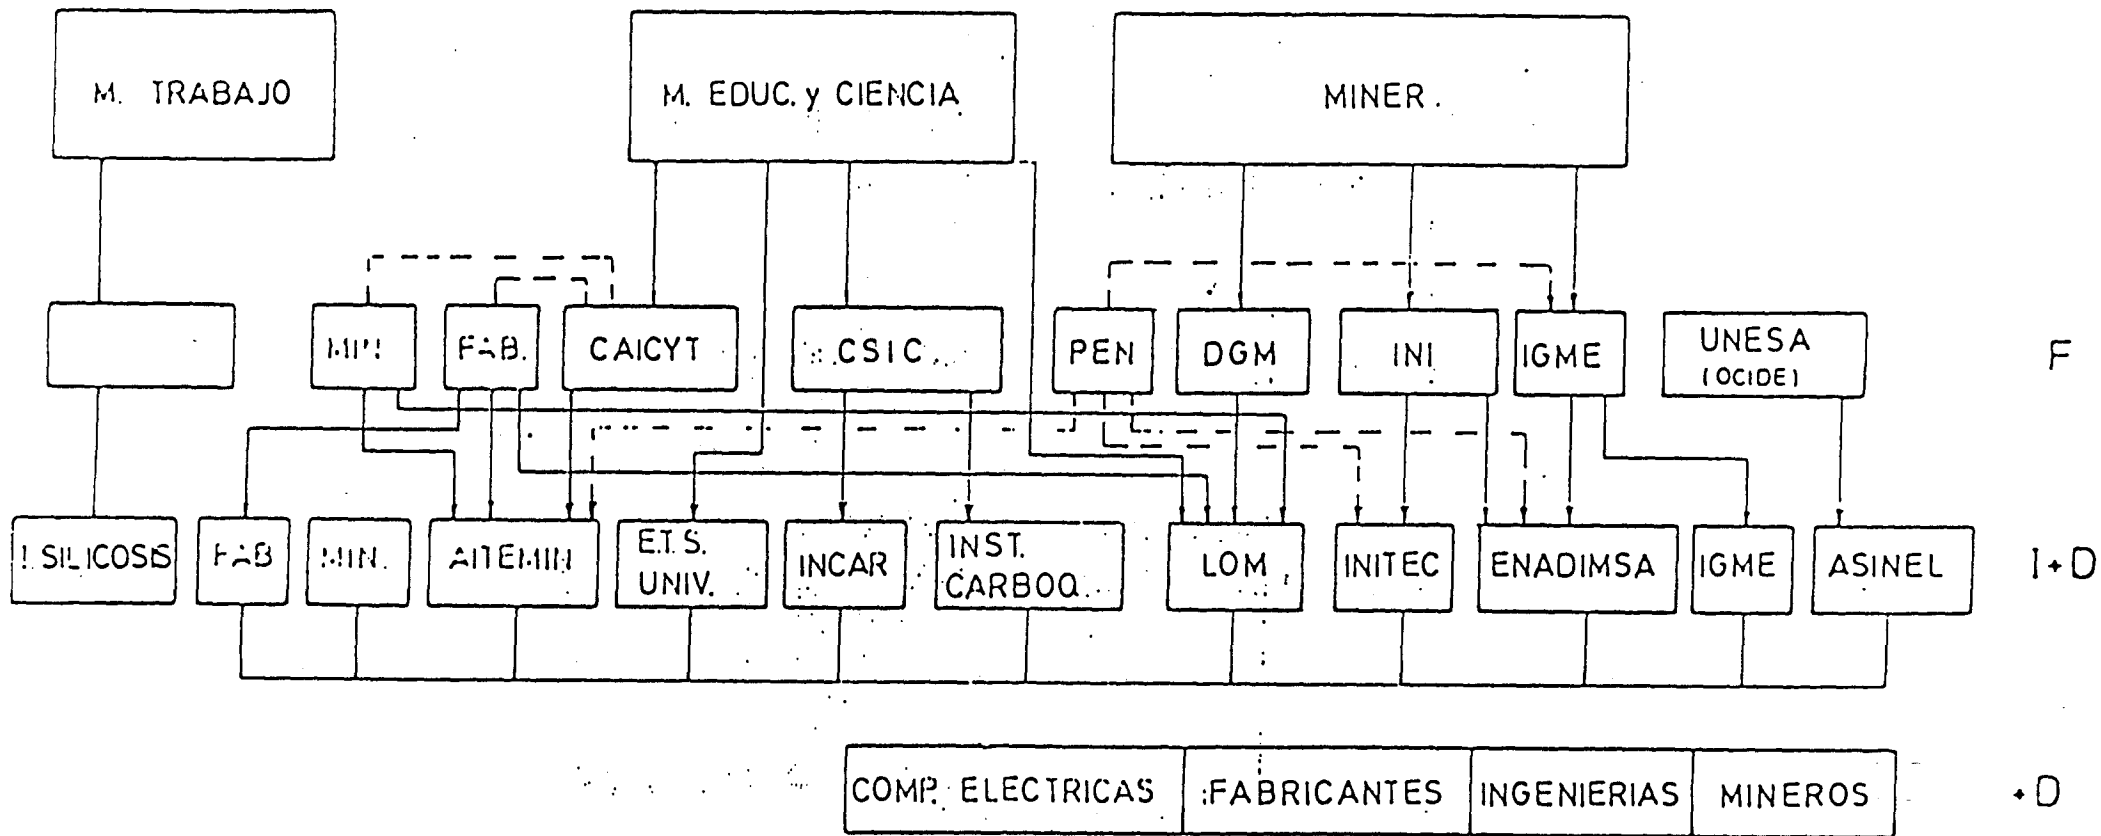 M. TRABAJO
M. EDUC. y CIENCIA
MINER.
MIN.
FAB.
CAICYT
CSIC
PEN
DGM
INI
IGME
UNESA
(OCIDE)
F
I. SILICOSIS
FAB
MIN.
AITEMIN
E.T.S.
UNIV.
INCAR
INST.
CARBOQ.
LOM
INITEC
ENADIMSA
IGME
ASINEL
I+D
COMP. ELECTRICAS
FABRICANTES
INGENIERIAS
MINEROS
+D